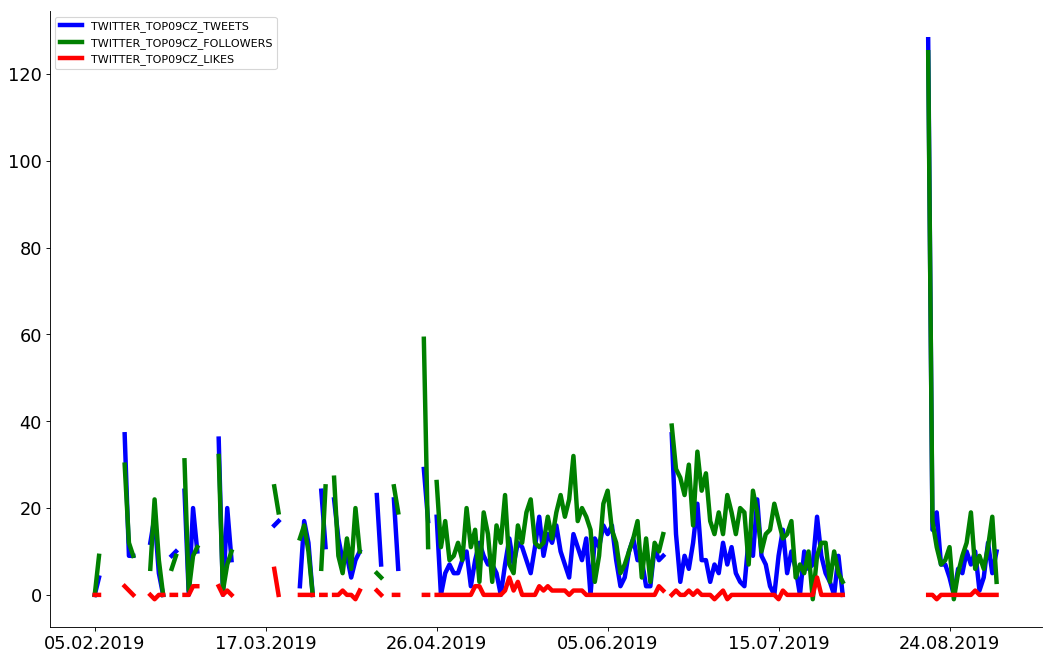 TWITTER_TOP09CZ_TWEETS
TWITTER_TOP09CZ_FOLLOWERS
TWITTER_TOP09CZ_LIKES
120
100
80
60
40
20
0
05.02.2019 17.03.2019 26.04.2019 05.06.2019 15.07.2019 24.08.2019